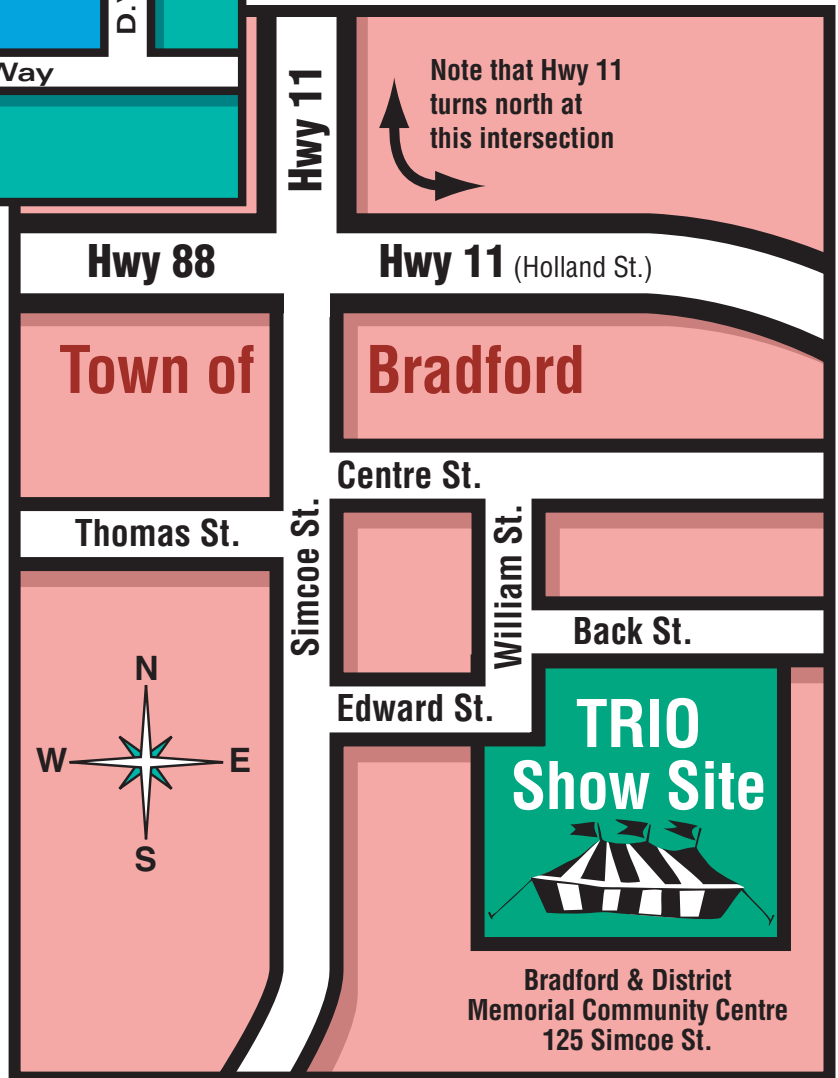 Way
Hwy 11
Note that Hwy 11
turns north at
this intersection
Hwy 88
Hwy 11 (Holland St.)
Town of Bradford
Centre St.
Thomas St.
Simcoe St.
William St.
Back St.
Edward St.
N
W
E
S
TRIO
Show Site
Bradford & District
Memorial Community Centre
125 Simcoe St.